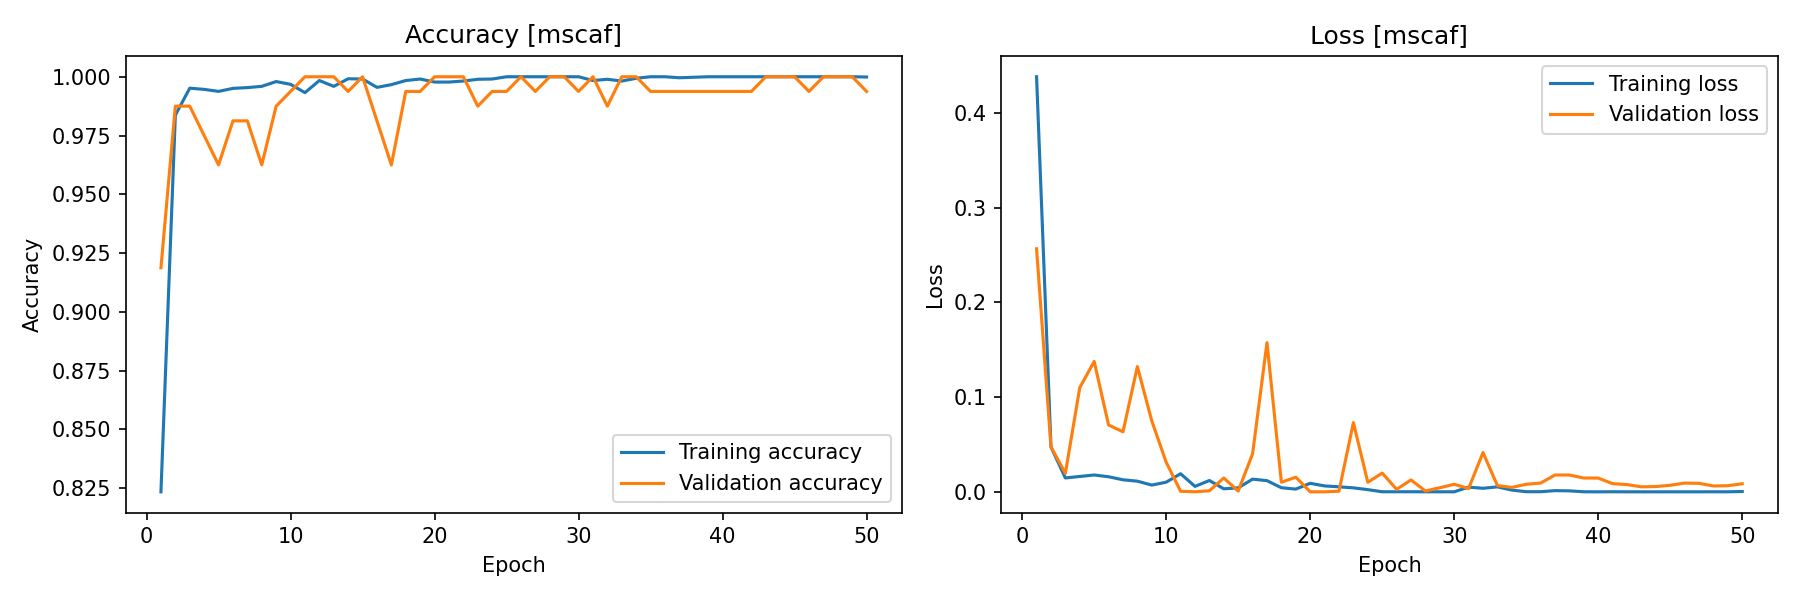 Accuracy [mscaf]
1.000
0.975
0.950
0.925
0.900
0.875
0.850
0.825
Accuracy
Training accuracy
Validation accuracy
0
10
20
30
40
50
Epoch
Loss [mscaf]
0.4
0.3
0.2
0.1
0.0
Loss
Training loss
Validation loss
0
10
20
30
40
50
Epoch